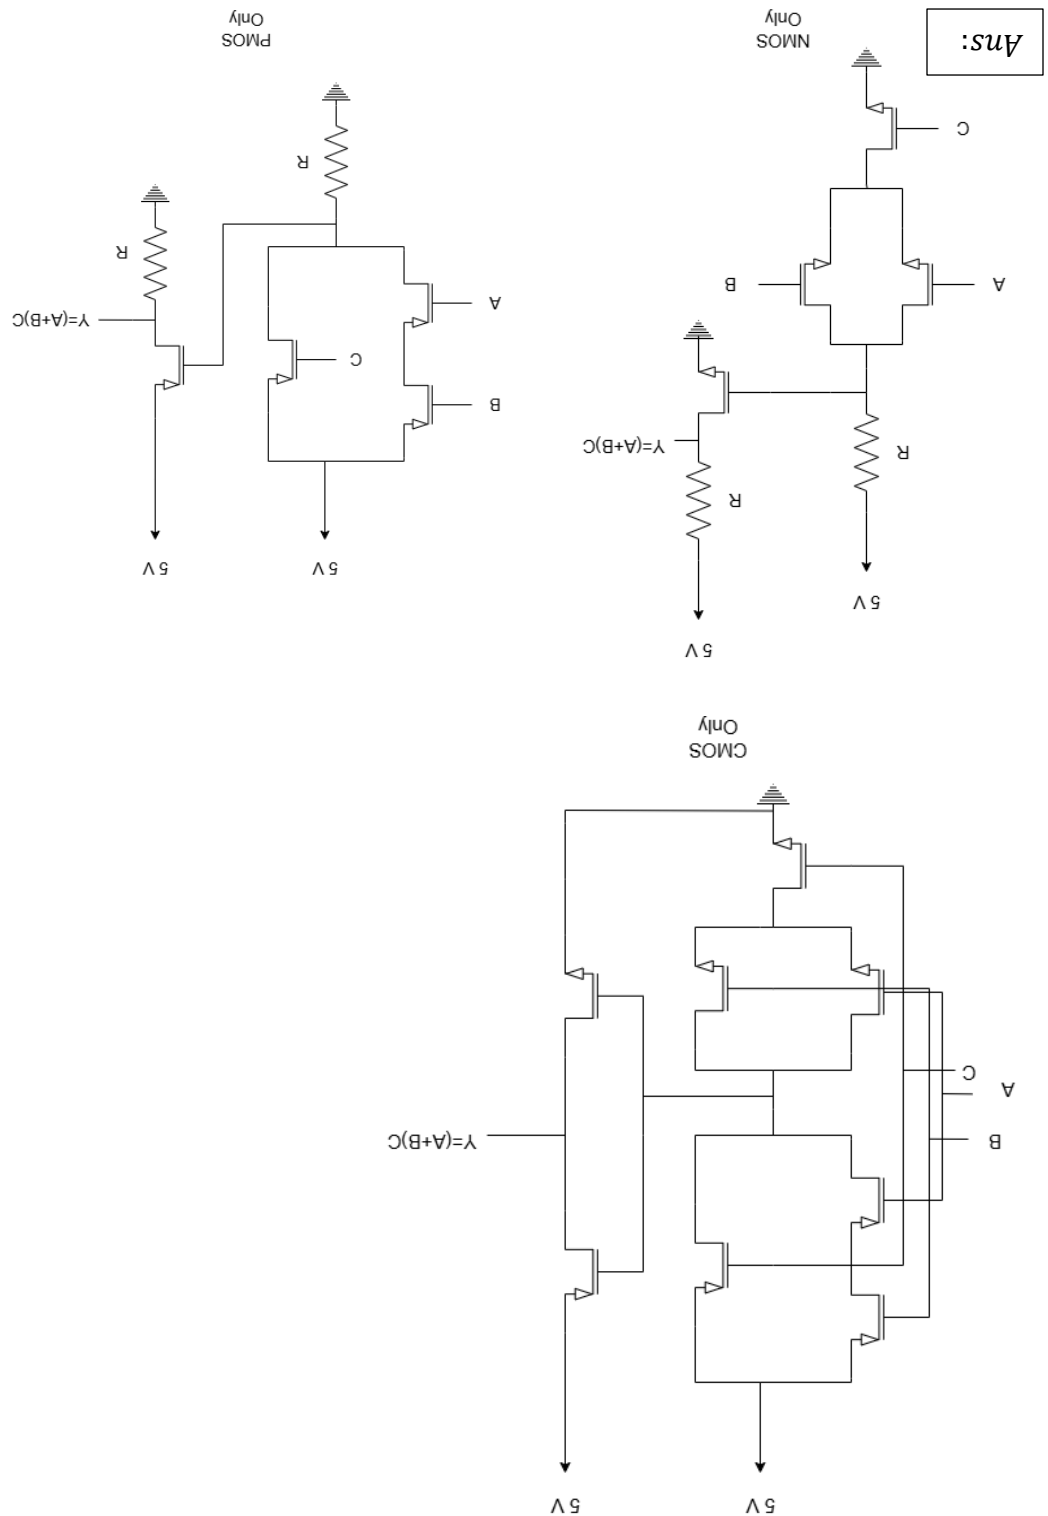 5 V
5 V
B
Y=(A+B)C
A
C
CMOS
Only
5 V
5 V
R
R
Y=(A+B)C
A
B
C
NMOS
Only
5 V
5 V
B
C
Y=(A+B)C
A
R
R
PMOS
Only
Ans: